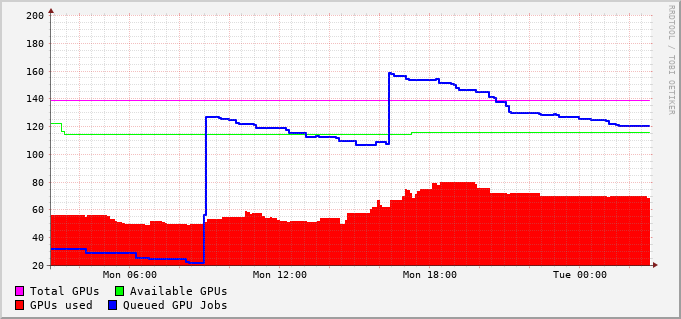 200
180
160
140
120
100
80
60
40
20
Mon 06:00 Mon 12:00 Mon 18:00 Tue 00:00
Total GPUs Available GPUs
GPUs used Queued GPU Jobs
RRDTOOL / TOBI OETIKER